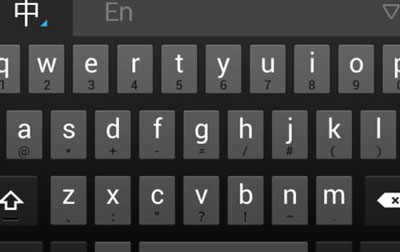 中 En
q w e r t y u i o p
1 2 3 4 5 6 7 8 9 0
a s d f g h j k l
@ * + - = / # ( )
z x c v b n m
、 : " ? ! ~ .